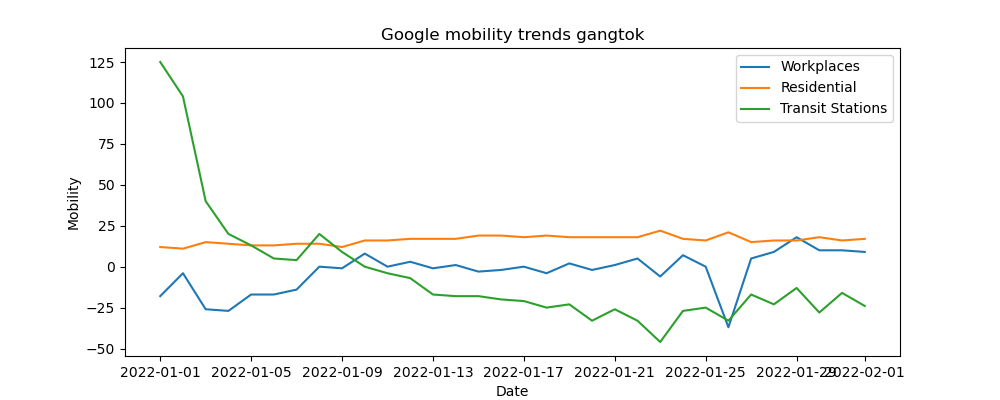 Google mobility trends gangtok
Workplaces
Residential
Transit Stations
Mobility
125
100
75
50
25
0
−25
−50
2022-01-01 2022-01-05 2022-01-09 2022-01-13 2022-01-17 2022-01-21 2022-01-25 2022-01-29 2022-02-01
Date